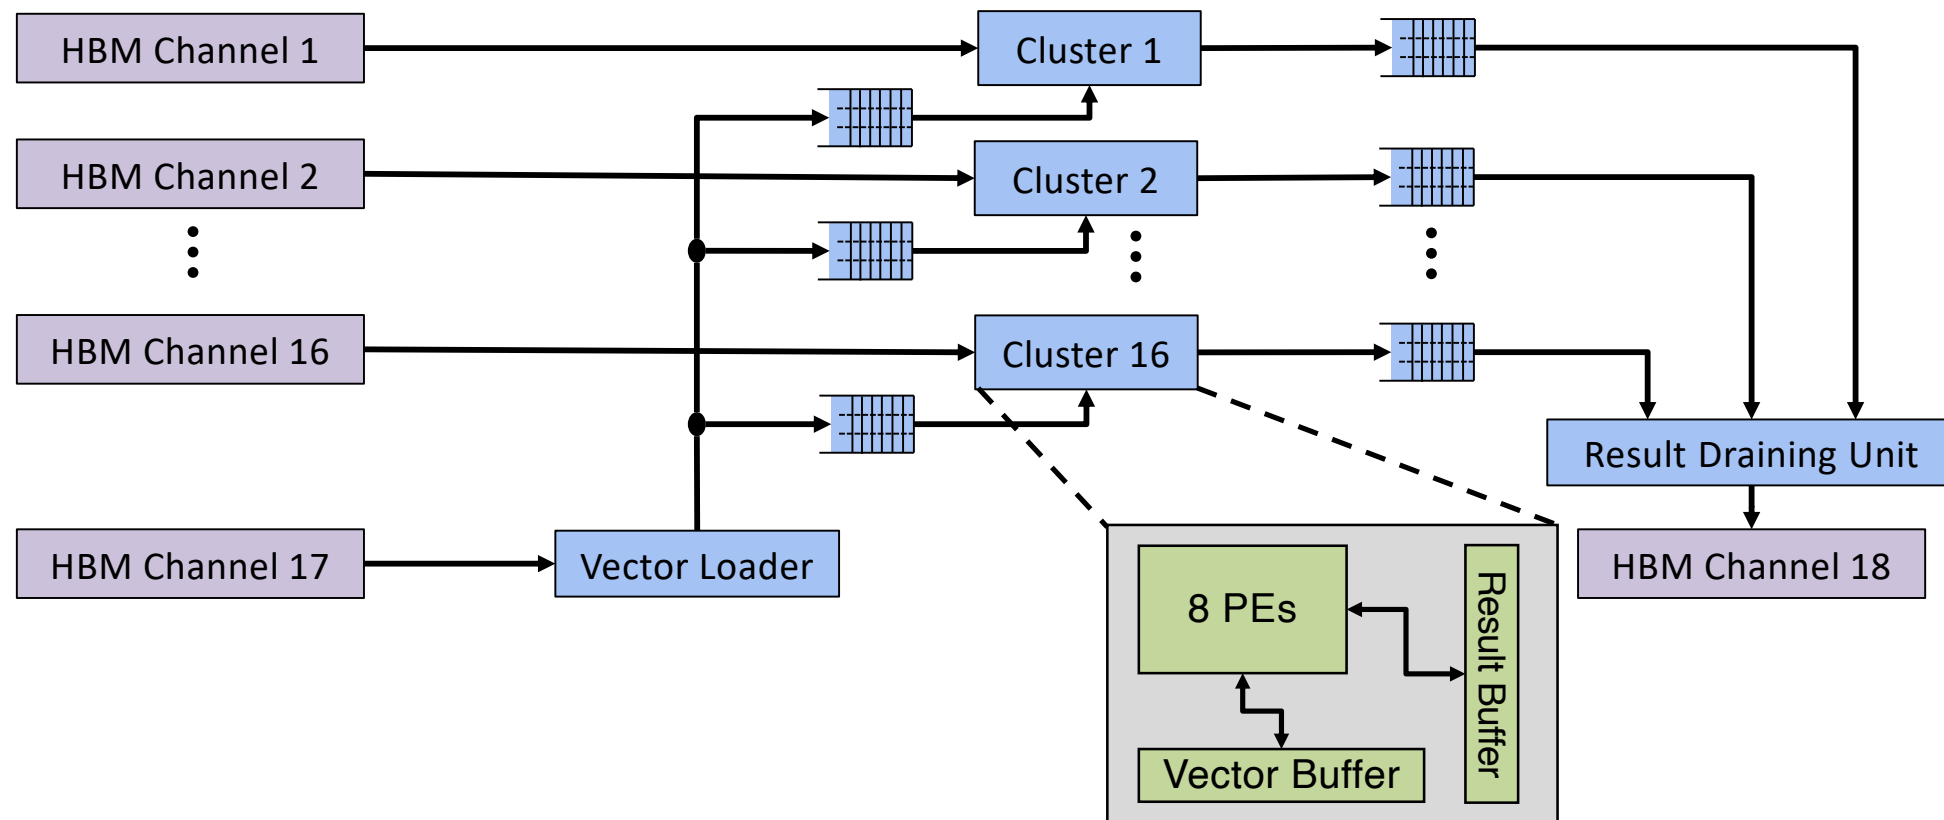 HBM Channel 1
Cluster 1
HBM Channel 2
Cluster 2
HBM Channel 16
Cluster 16
Result Draining Unit
HBM Channel 17
Vector Loader
HBM Channel 18
8 PEs
Result Buffer
Vector Buffer